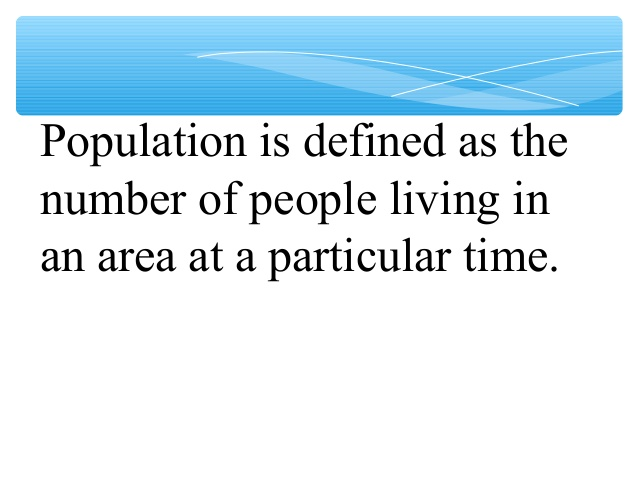 Population is defined as the
number of people living in
an area at a particular time.